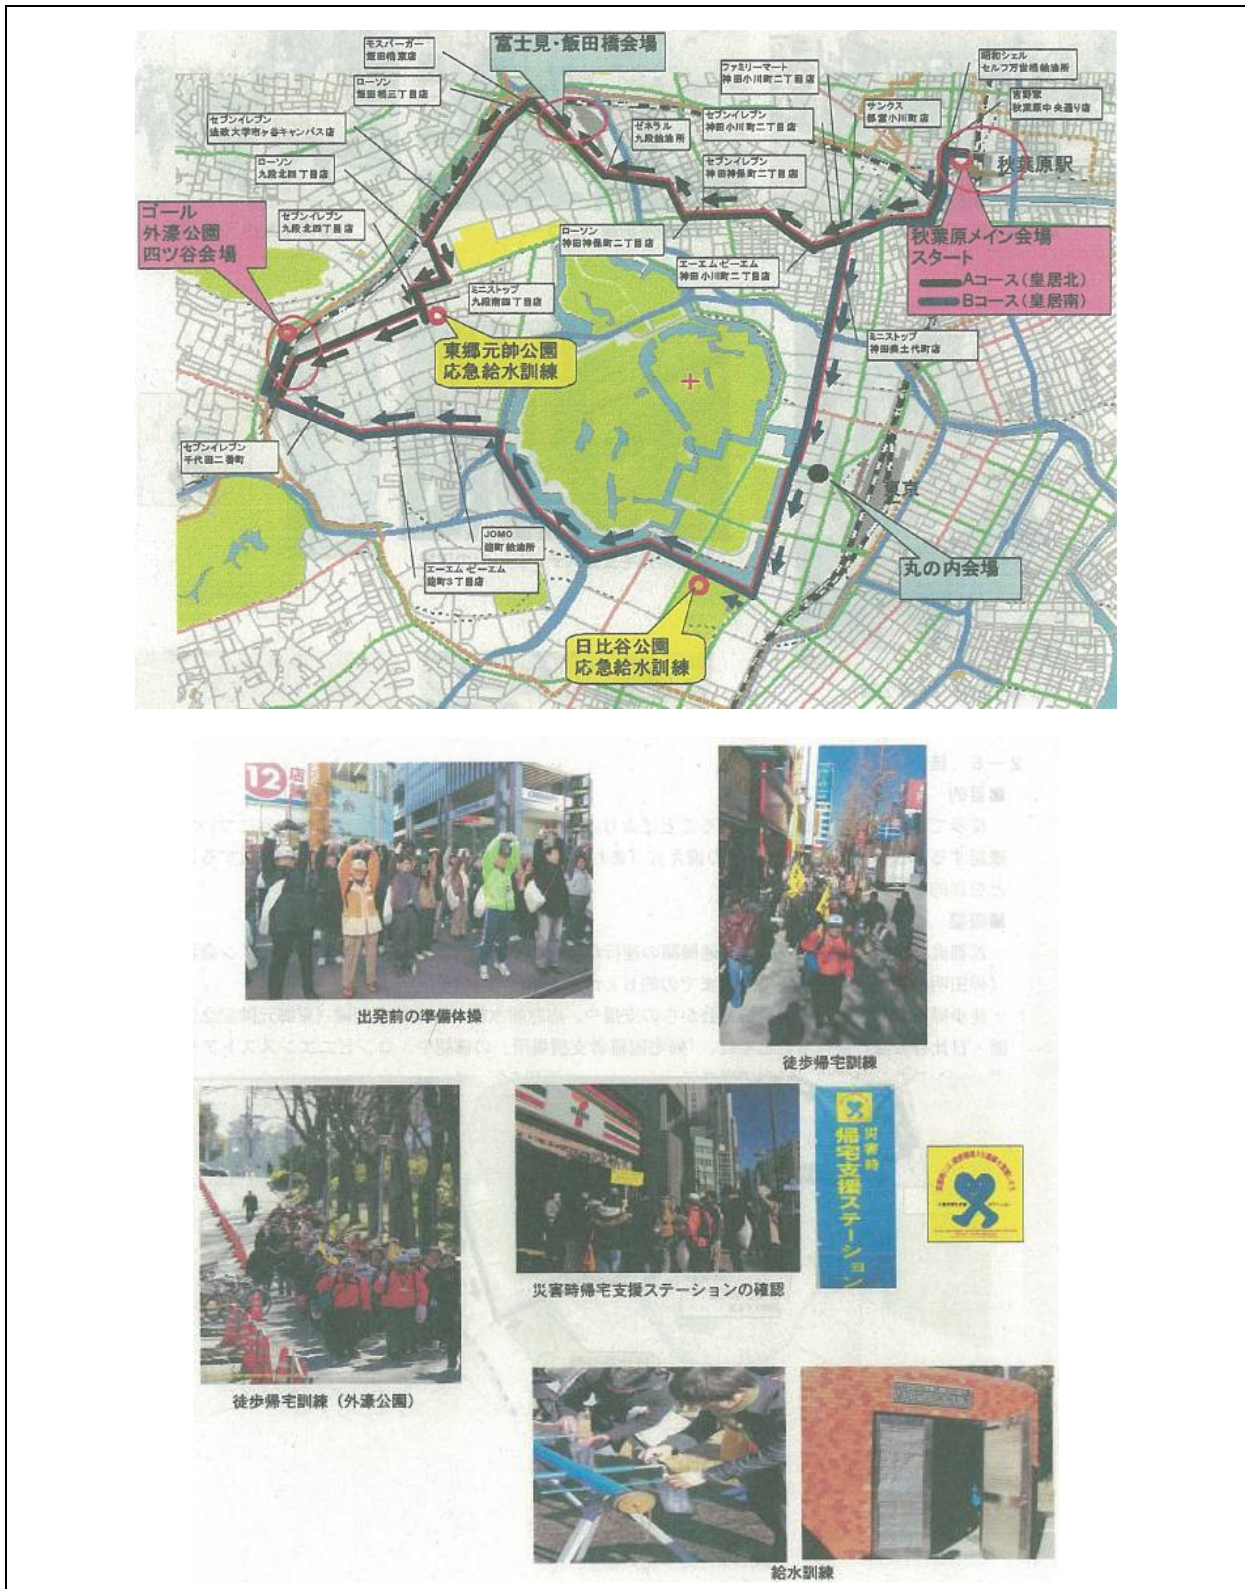 モスバーガー
飯田橋東店
富士見・飯田橋会場
ファミリーマート
神田小川町二丁目店
昭和シェル
セルフ万世橋給油所
ローソン
飯田橋三丁目店
サンクス
都営小川町店
吉野家
秋葉原中央通り店
セブンイレブン
法政大学市ヶ谷キャンパス店
ゼネラル
九段給油所
セブンイレブン
神田小川町二丁目店
ローソン
九段北四丁目店
セブンイレブン
神田神保町二丁目店
秋葉原駅
ゴール
外濠公園
四ツ谷会場
セブンイレブン
九段北四丁目店
ローソン
神田神保町二丁目店
エーエムピーエム
神田小川町二丁目店
秋葉原メイン会場
スタート
Aコース(皇居北)
Bコース(皇居南)
ミニストップ
九段南四丁目店
ミニストップ
神田美土代町店
東郷元帥公園
応急給水訓練
セブンイレブン
千代田二番町
東京
JOMO
麹町給油所
エーエムピーエム
麹町3丁目店
丸の内会場
日比谷公園
応急給水訓練
12
出発前の準備体操
徒歩帰宅訓練
災害時
帰宅支援ステーション
災害時帰宅支援ステーションの確認
徒歩帰宅訓練(外濠公園)
給水訓練